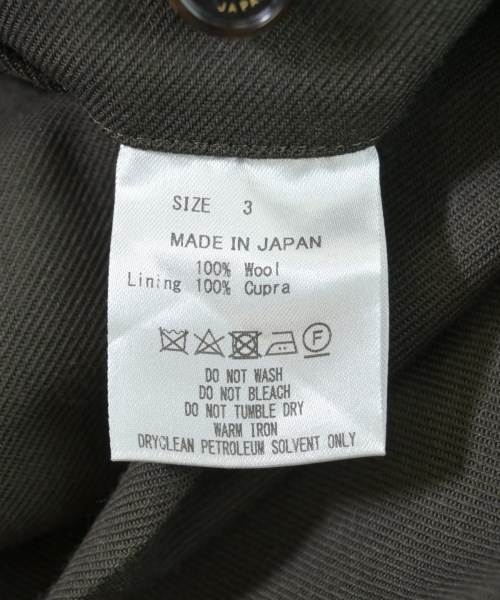 JAPA
SIZE 3
MADE IN JAPAN
100% Wool
Lining 100% Cupra
F
DO NOT WASH
DO NOT BLEACH
DO NOT TUMBLE DRY
WARM IRON
DRYCLEAN PETROLEUM SOLVENT ONLY